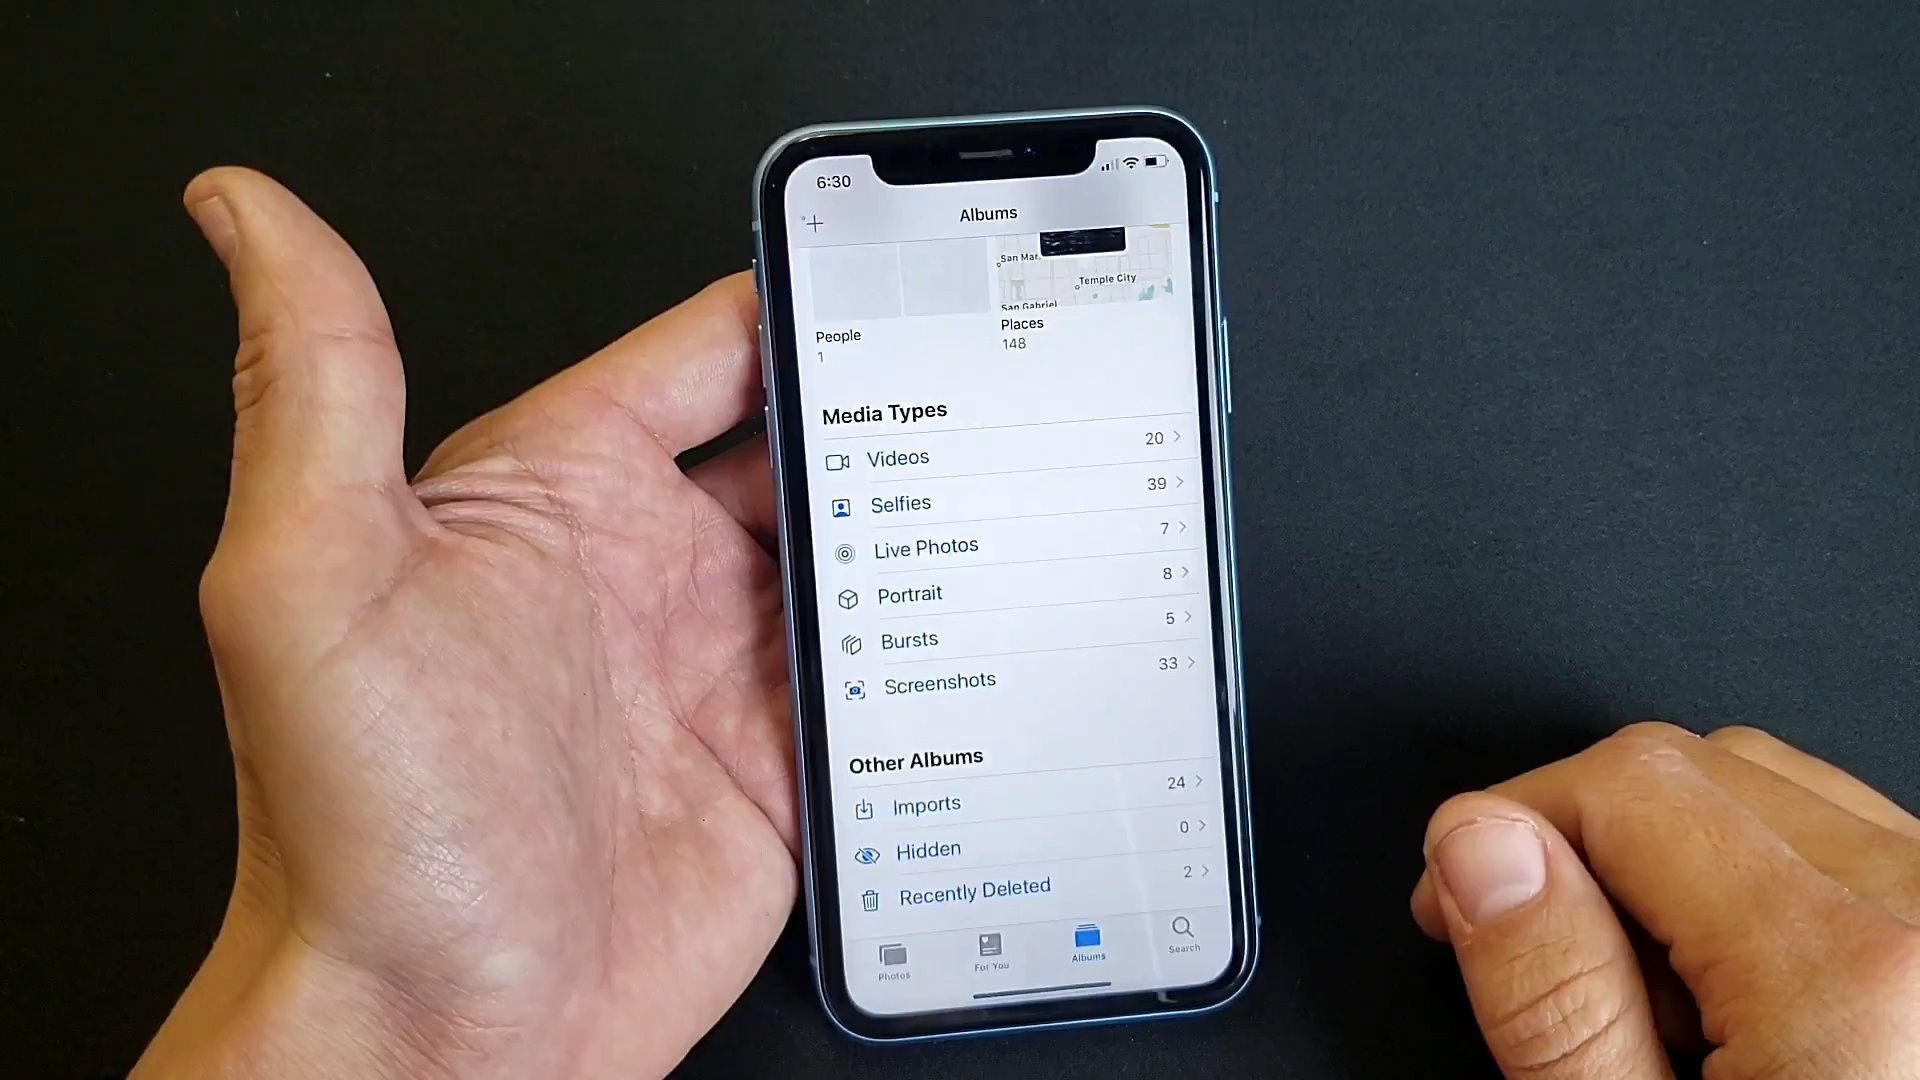 6:30
Albums
San Mar
Temple City
San Gabriel
People
1
Places
148
Media Types
Videos 20
Selfies 39
Live Photos 7
Portrait 8
Bursts 5
Screenshots 33
Other Albums
Imports 24
Hidden 0
Recently Deleted 2
Photos For You Albums Search